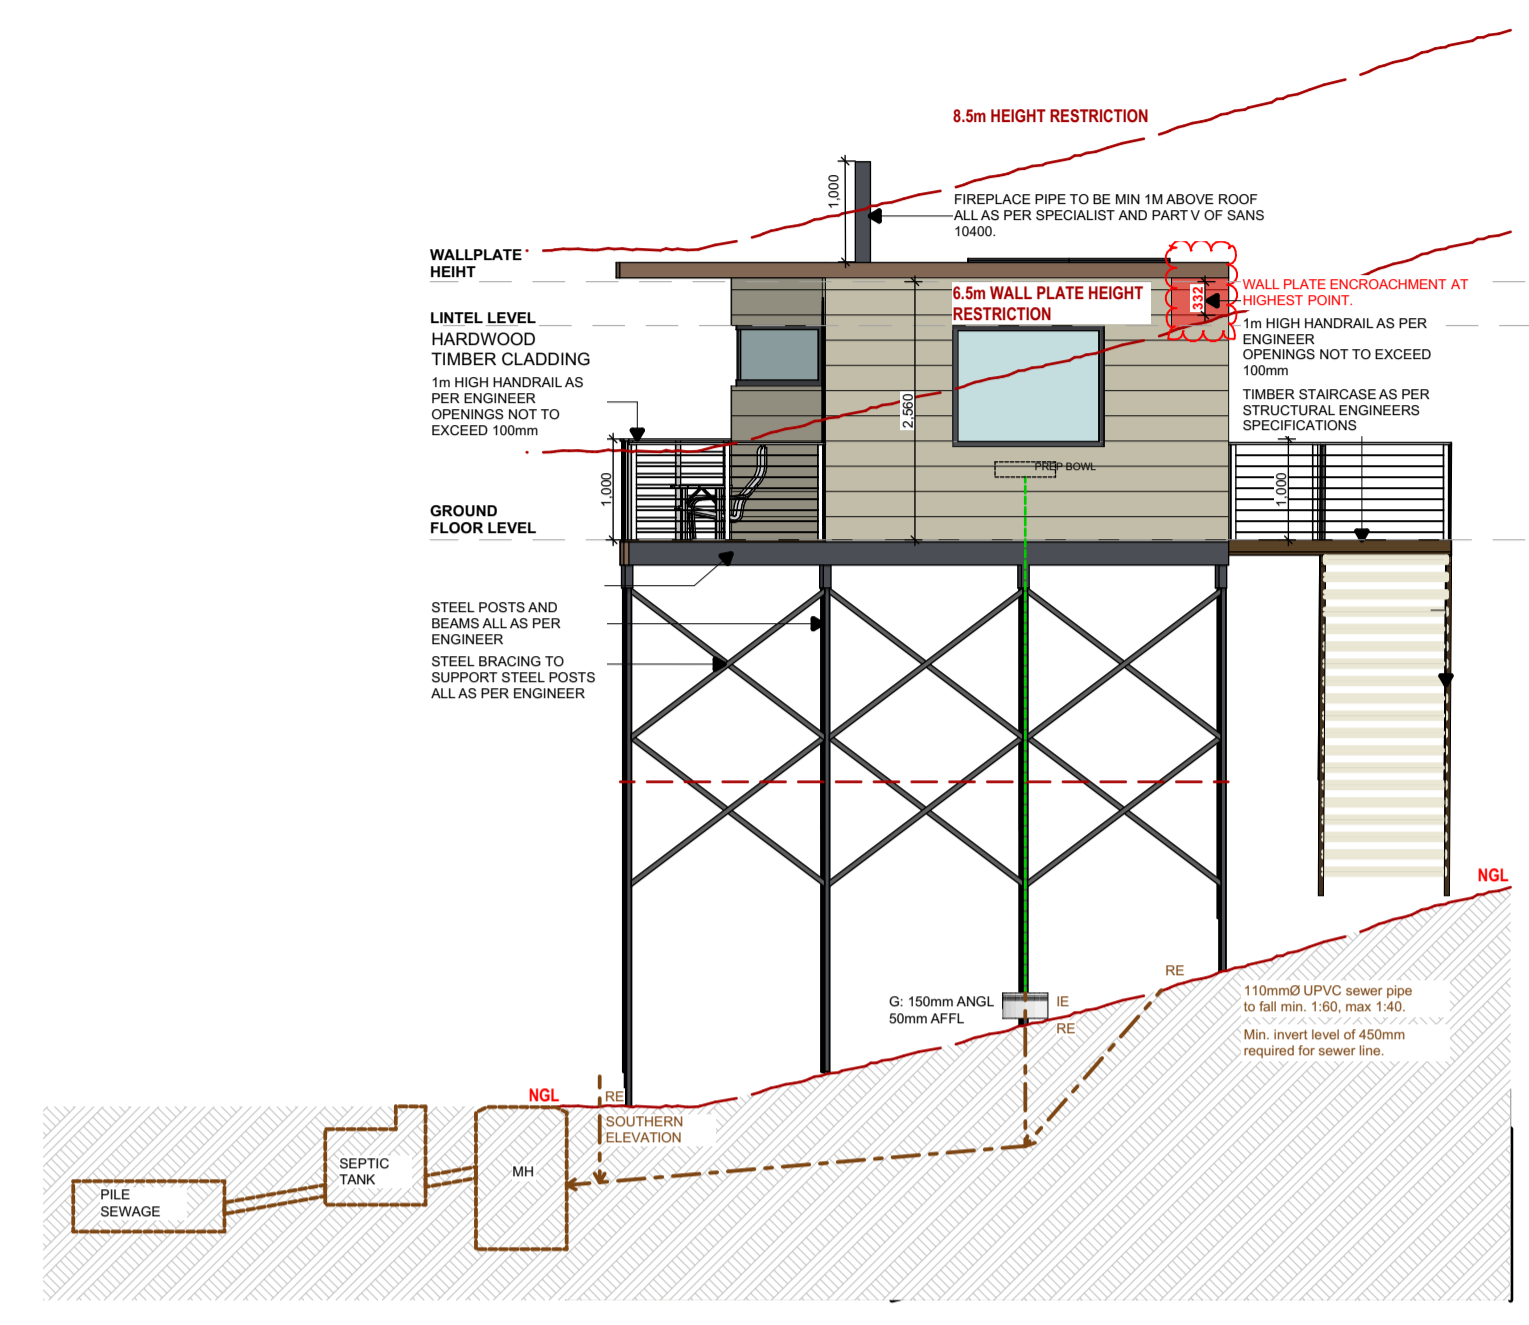 8.5m HEIGHT RESTRICTION
1,000
FIREPLACE PIPE TO BE MIN 1M ABOVE ROOF
ALL AS PER SPECIALIST AND PART V OF SANS
10400.
WALLPLATE
HEIHT
6.5m WALL PLATE HEIGHT
RESTRICTION
332
WALL PLATE ENCROACHMENT AT
HIGHEST POINT.
LINTEL LEVEL
HARDWOOD
TIMBER CLADDING
1m HIGH HANDRAIL AS
PER ENGINEER
OPENINGS NOT TO
EXCEED 100mm
1m HIGH HANDRAIL AS PER
ENGINEER
OPENINGS NOT TO EXCEED
100mm
TIMBER STAIRCASE AS PER
STRUCTURAL ENGINEERS
SPECIFICATIONS
2,560
PREP BOWL
1,000
1,000
GROUND
FLOOR LEVEL
STEEL POSTS AND
BEAMS ALL AS PER
ENGINEER
STEEL BRACING TO
SUPPORT STEEL POSTS
ALL AS PER ENGINEER
NGL
RE
G: 150mm ANGL
50mm AFFL
IE
RE
110mmØ UPVC sewer pipe
to fall min. 1:60, max 1:40.
Min. invert level of 450mm
required for sewer line.
NGL
RE
SOUTHERN
ELEVATION
MH
SEPTIC
TANK
PILE
SEWAGE